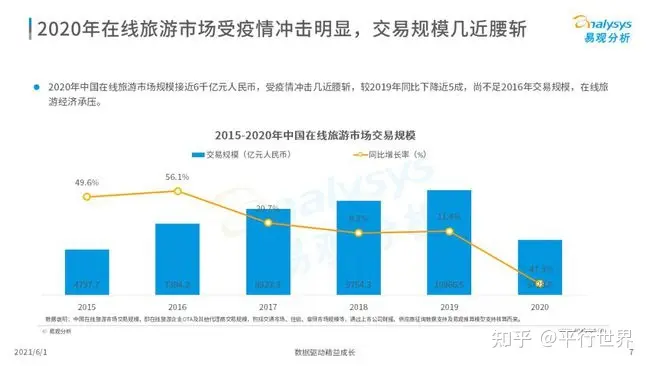 2020年在线旅游市场受疫情冲击明显，交易规模几近腰斩
analysys
易观分析
2020年中国在线旅游市场规模接近6千亿元人民币，受疫情冲击几近腰斩，较2019年同比下降近5成，尚不足2016年交易规模，在线旅
游经济承压。
2015-2020年中国在线旅游市场交易规模
交易规模（亿元人民币）
同比增长率（%）
49.6%
56.1%
20.7%
11.4%
4737.7
2015
2016
2017
2018
2019
2020
© 易观分析
2021/6/1
数据驱动精益成长
7
知乎 @平行世界